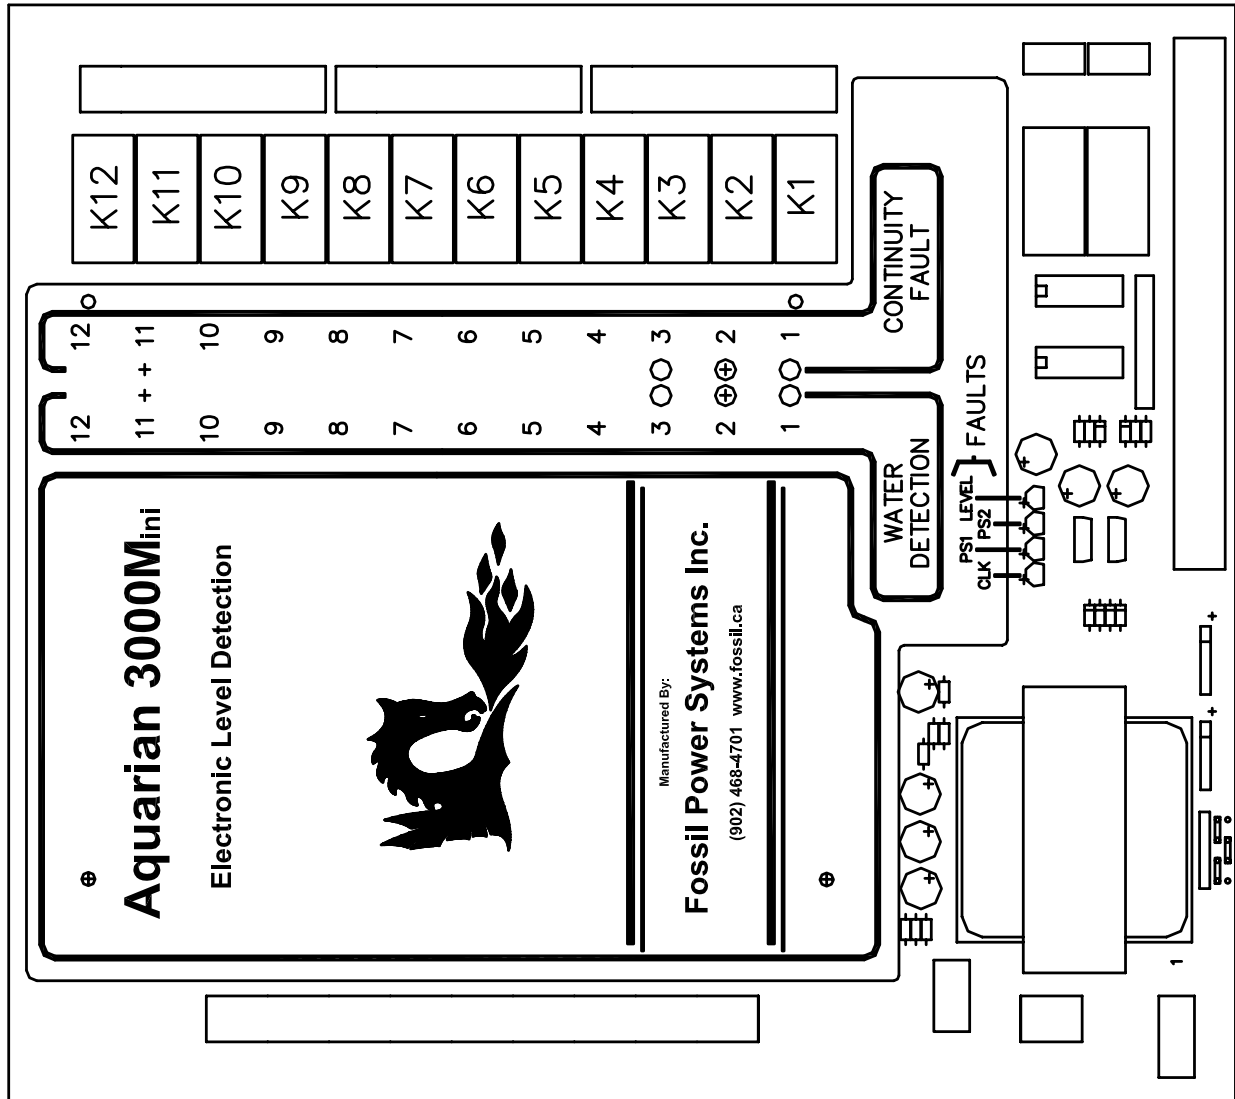 K12
K11
K10
K9
K8
K7
K6
K5
K4
K3
K2
K1
12
11
10
9
8
7
6
5
4
3
2
1
12
11
10
9
8
7
6
5
4
3
2
1
CONTINUITY
FAULT
WATER
DETECTION
FAULTS
LEVEL
PS2
PS1
CLK
Aquarian 3000Mini
Electronic Level Detection
Manufactured By:
Fossil Power Systems Inc.
(902) 468-4701 www.fossil.ca
1